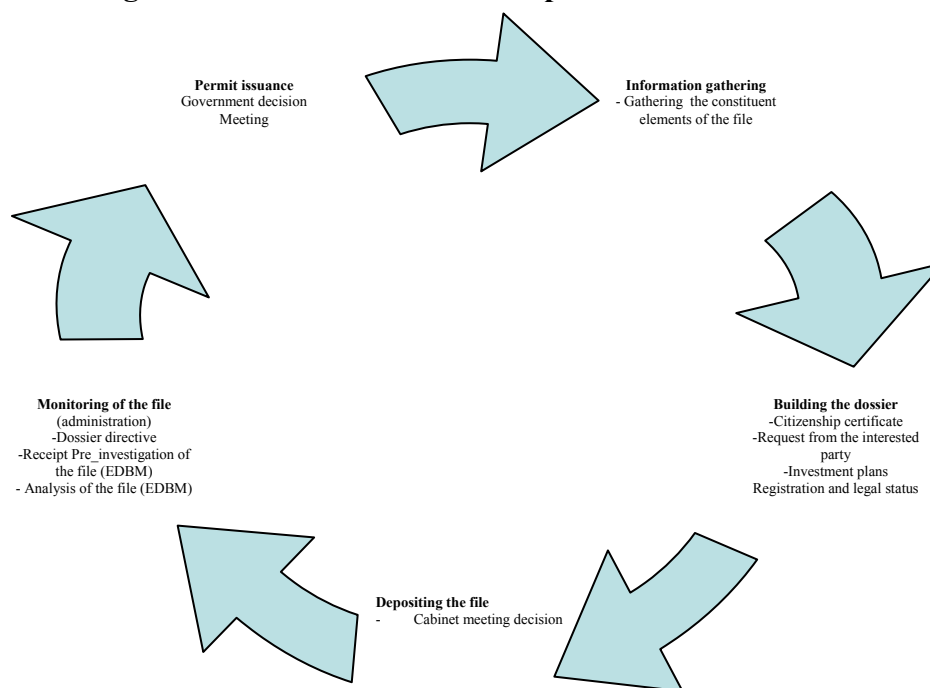 Permit issuance
Government decision
Meeting
Information gathering
- Gathering the constituent
elements of the file
Building the dossier
-Citizenship certificate
-Request from the interested
party
-Investment plans
Registration and legal status
Depositing the file
- Cabinet meeting decision
Monitoring of the file
(administration)
-Dossier directive
-Receipt Pre_investigation of
the file (EDBM)
- Analysis of the file (EDBM)